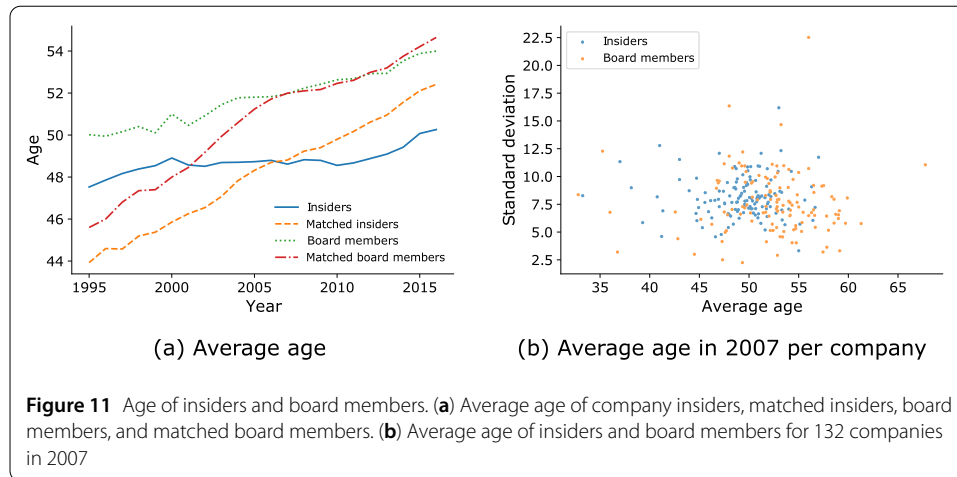 54
52
50
48
46
44
Age
1995
2000
2005
2010
2015
Year
Insiders
Matched insiders
Board members
Matched board members
(a) Average age
22.5
20.0
17.5
15.0
12.5
10.0
7.5
5.0
2.5
Standard deviation
Insiders
Board members
35
40
45
50
55
60
65
Average age
(b) Average age in 2007 per company
Figure 11 Age of insiders and board members. (a) Average age of company insiders, matched insiders, board
members, and matched board members. (b) Average age of insiders and board members for 132 companies
in 2007